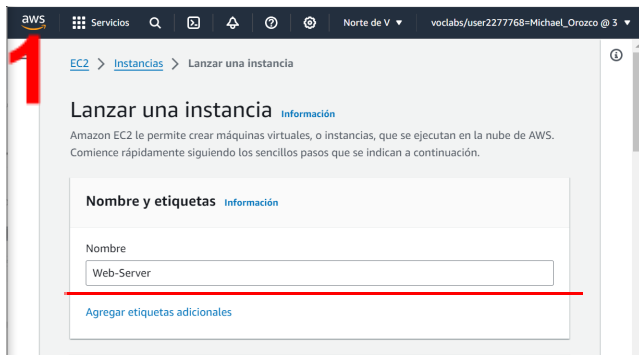 aws Servicios Norte de V ▼ voclabs/user2277768=Michael_Orozco @ 3 ▼
1
EC2 > Instancias > Lanzar una instancia
Lanzar una instancia Información
Amazon EC2 le permite crear máquinas virtuales, o instancias, que se ejecutan en la nube de AWS.
Comience rápidamente siguiendo los sencillos pasos que se indican a continuación.
Nombre y etiquetas Información
Nombre
Web-Server
Agregar etiquetas adicionales